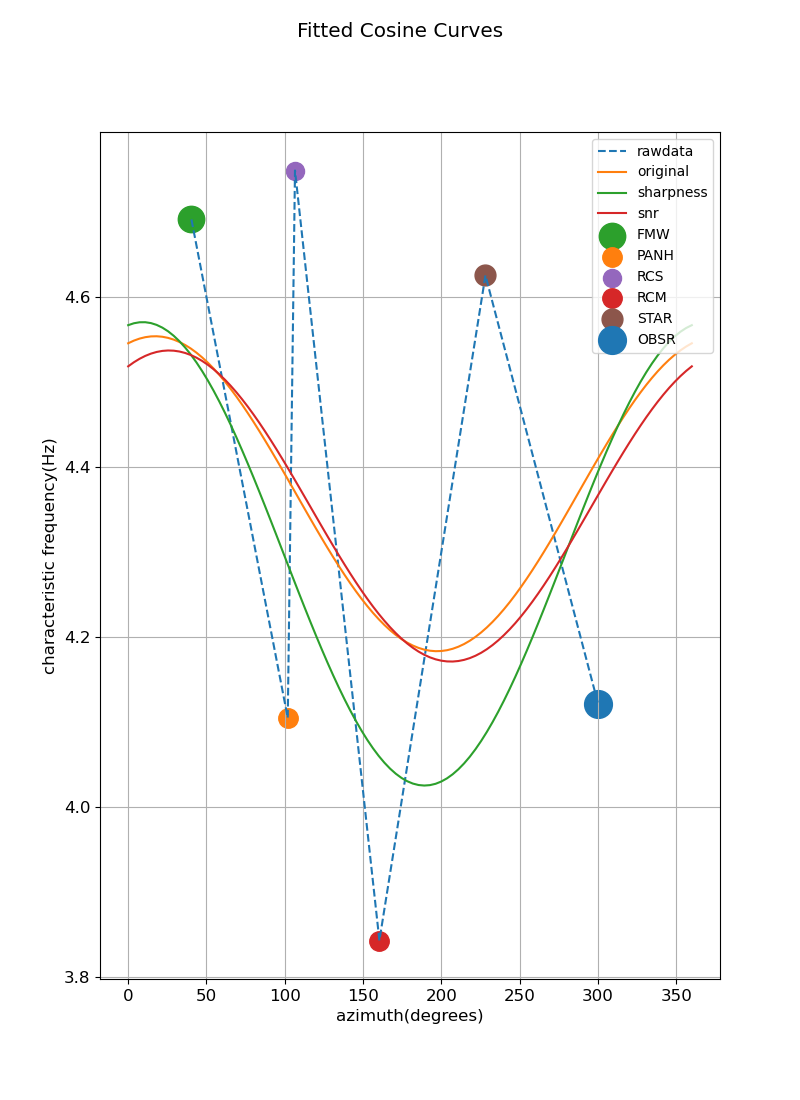 Fitted Cosine Curves
rawdata
original
sharpness
snr
FMW
PANH
RCS
RCM
STAR
OBSR
characteristic frequency(Hz)
4.6
4.4
4.2
4.0
3.8
0 50 100 150 200 250 300 350
azimuth(degrees)